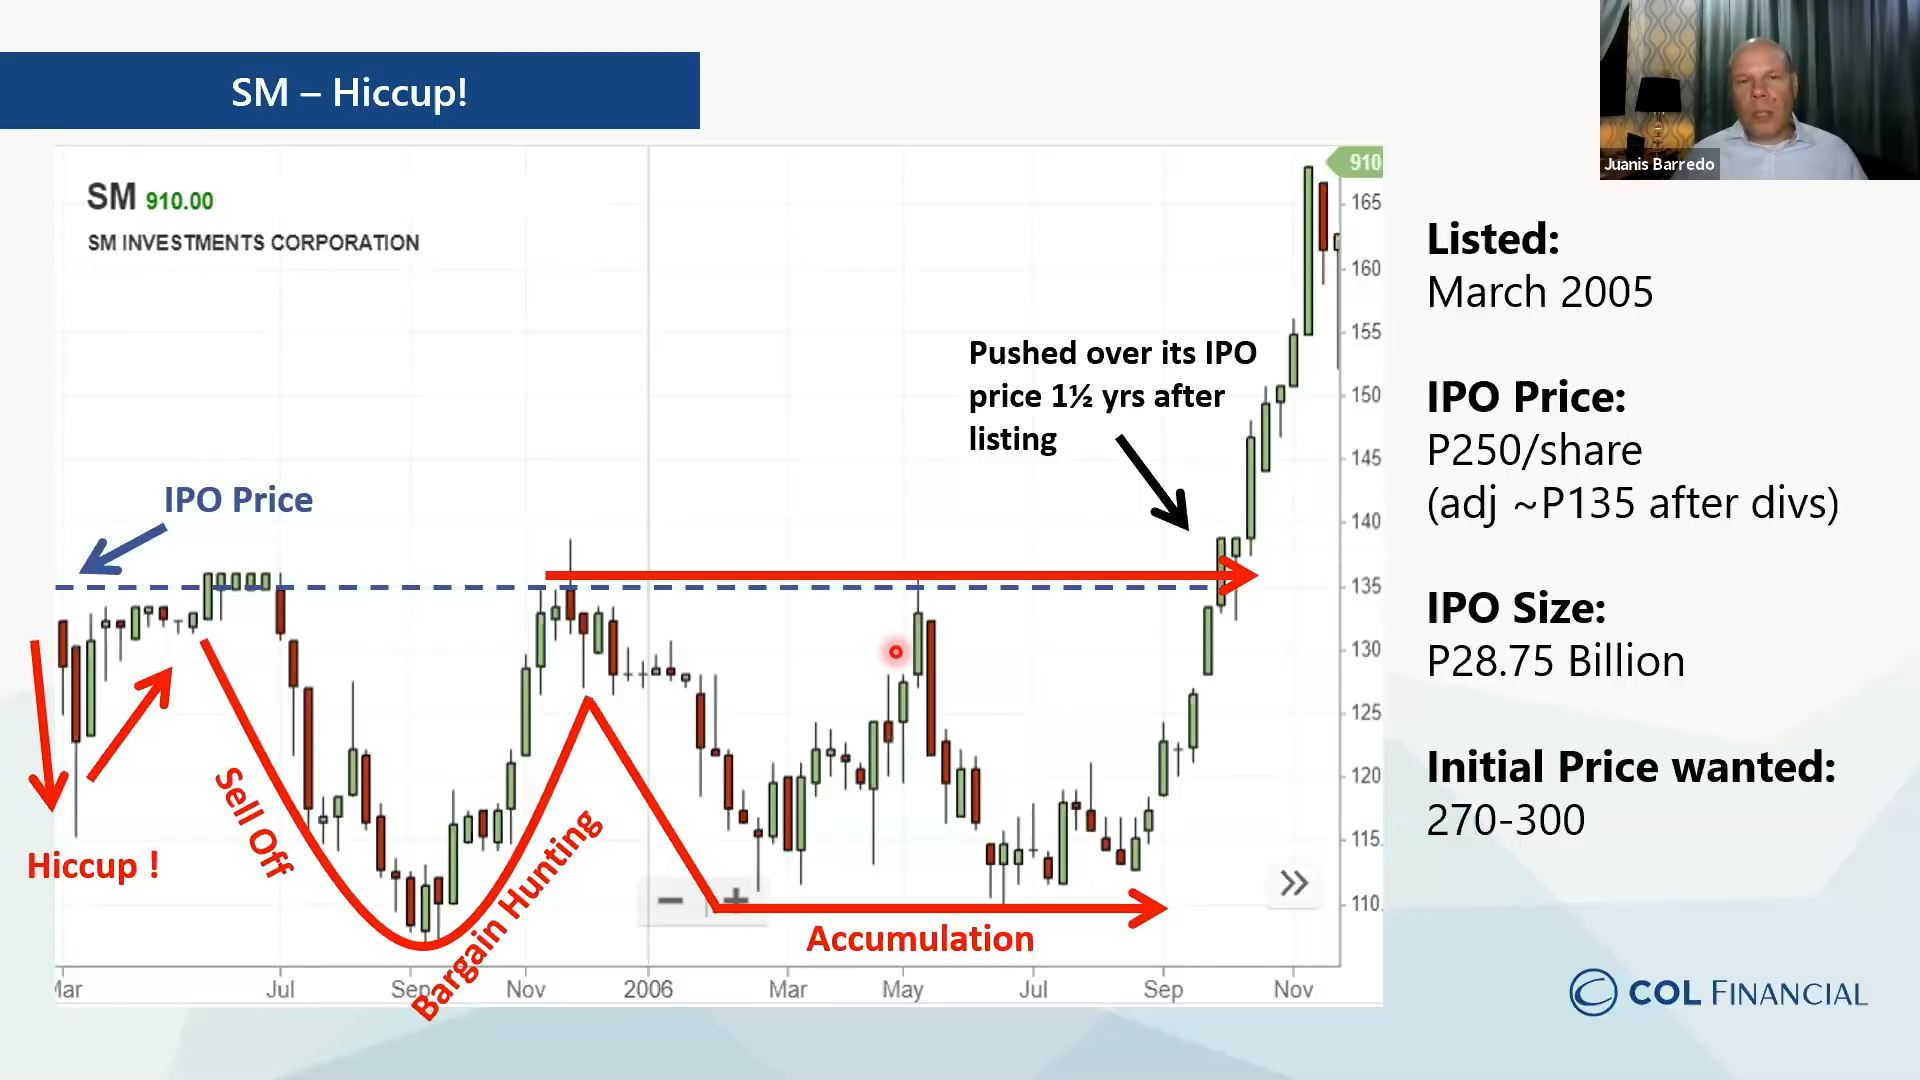 SM – Hiccup!
Juanis Barredo
SM 910.00
SM INVESTMENTS CORPORATION
910
165
160
155
150
145
140
135
130
125
120
115
110
Pushed over its IPO
price 1½ yrs after
listing
IPO Price
Hiccup !
Sell Off
Bargain Hunting
Accumulation
Mar
Jul
Sep
Nov
2006
Mar
May
Jul
Sep
Nov
Listed:
March 2005
IPO Price:
P250/share
(adj ~P135 after divs)
IPO Size:
P28.75 Billion
Initial Price wanted:
270-300
COL FINANCIAL